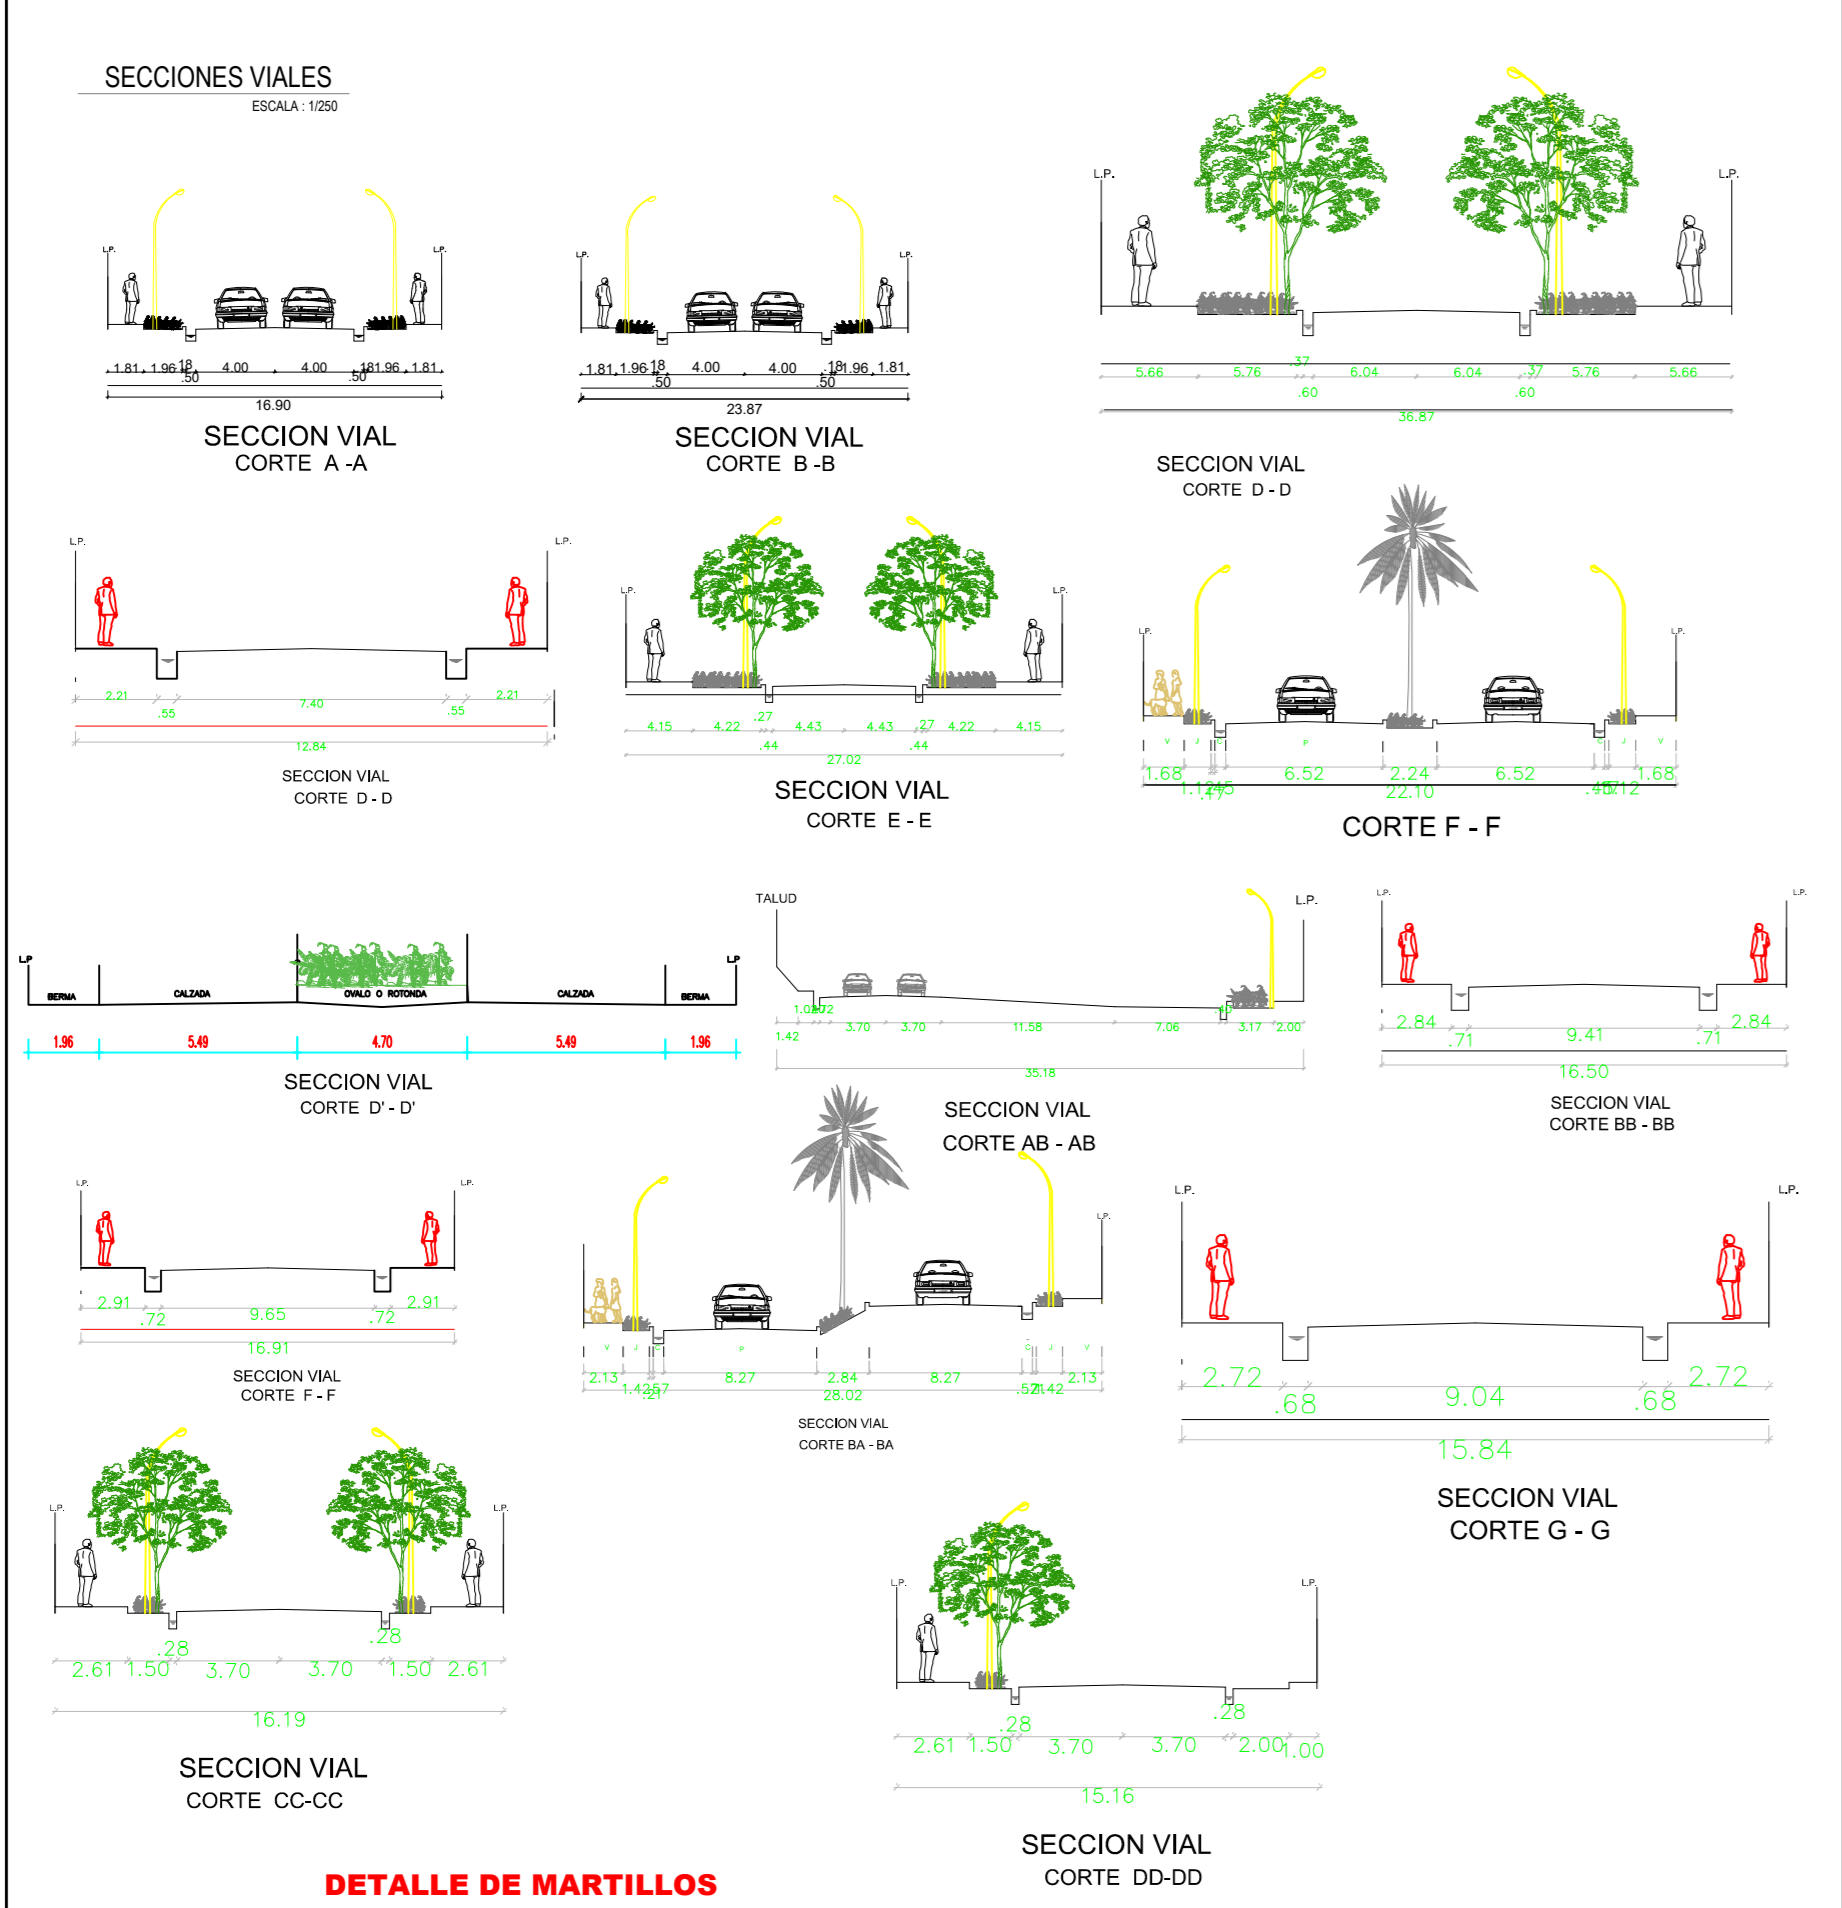 SECCIONES VIALES
ESCALA : 1/250
L.P. L.P.
1.81 1.96 .18 4.00 4.00 .18 1.96 1.81
.50 .50
16.90
SECCION VIAL
CORTE A -A
L.P. L.P.
1.81 1.96 .18 4.00 4.00 .18 1.96 1.81
.50 .50
23.87
SECCION VIAL
CORTE B -B
L.P. L.P.
.37
5.66 5.76 6.04 6.04 .37 5.76 5.66
.60 .60
36.87
SECCION VIAL
CORTE D - D
L.P. L.P.
2.21 7.40 2.21
.55 .55
12.84
SECCION VIAL
CORTE D - D
L.P. L.P.
4.15 4.22 .27 4.43 4.43 .27 4.22 4.15
.44 .44
27.02
SECCION VIAL
CORTE E - E
L.P. L.P.
V J C P C J V
1.68 6.52 2.24 6.52 1.68
22.10
CORTE F - F
L.P L.P
BERMA CALZADA OVALO O ROTONDA CALZADA BERMA
1.96 5.49 4.70 5.49 1.96
SECCION VIAL
CORTE D' - D'
TALUD L.P.
3.70 3.70 11.58 7.06 .40 3.17 2.00
1.42
35.18
SECCION VIAL
CORTE AB - AB
L.P. L.P.
2.84 9.41 2.84
.71 .71
16.50
SECCION VIAL
CORTE BB - BB
L.P. L.P.
2.91 9.65 2.91
.72 .72
16.91
SECCION VIAL
CORTE F - F
L.P.
V J C P C J V
2.13 8.27 2.84 8.27 2.13
1.42 .57 .21 28.02 1.42
SECCION VIAL
CORTE BA - BA
L.P. L.P.
2.72 9.04 2.72
.68 .68
15.84
SECCION VIAL
CORTE G - G
L.P. L.P.
.28 .28
2.61 1.50 3.70 3.70 1.50 2.61
16.19
SECCION VIAL
CORTE CC-CC
L.P. L.P.
.28 .28
2.61 1.50 3.70 3.70 2.00 1.00
15.16
SECCION VIAL
CORTE DD-DD
DETALLE DE MARTILLOS